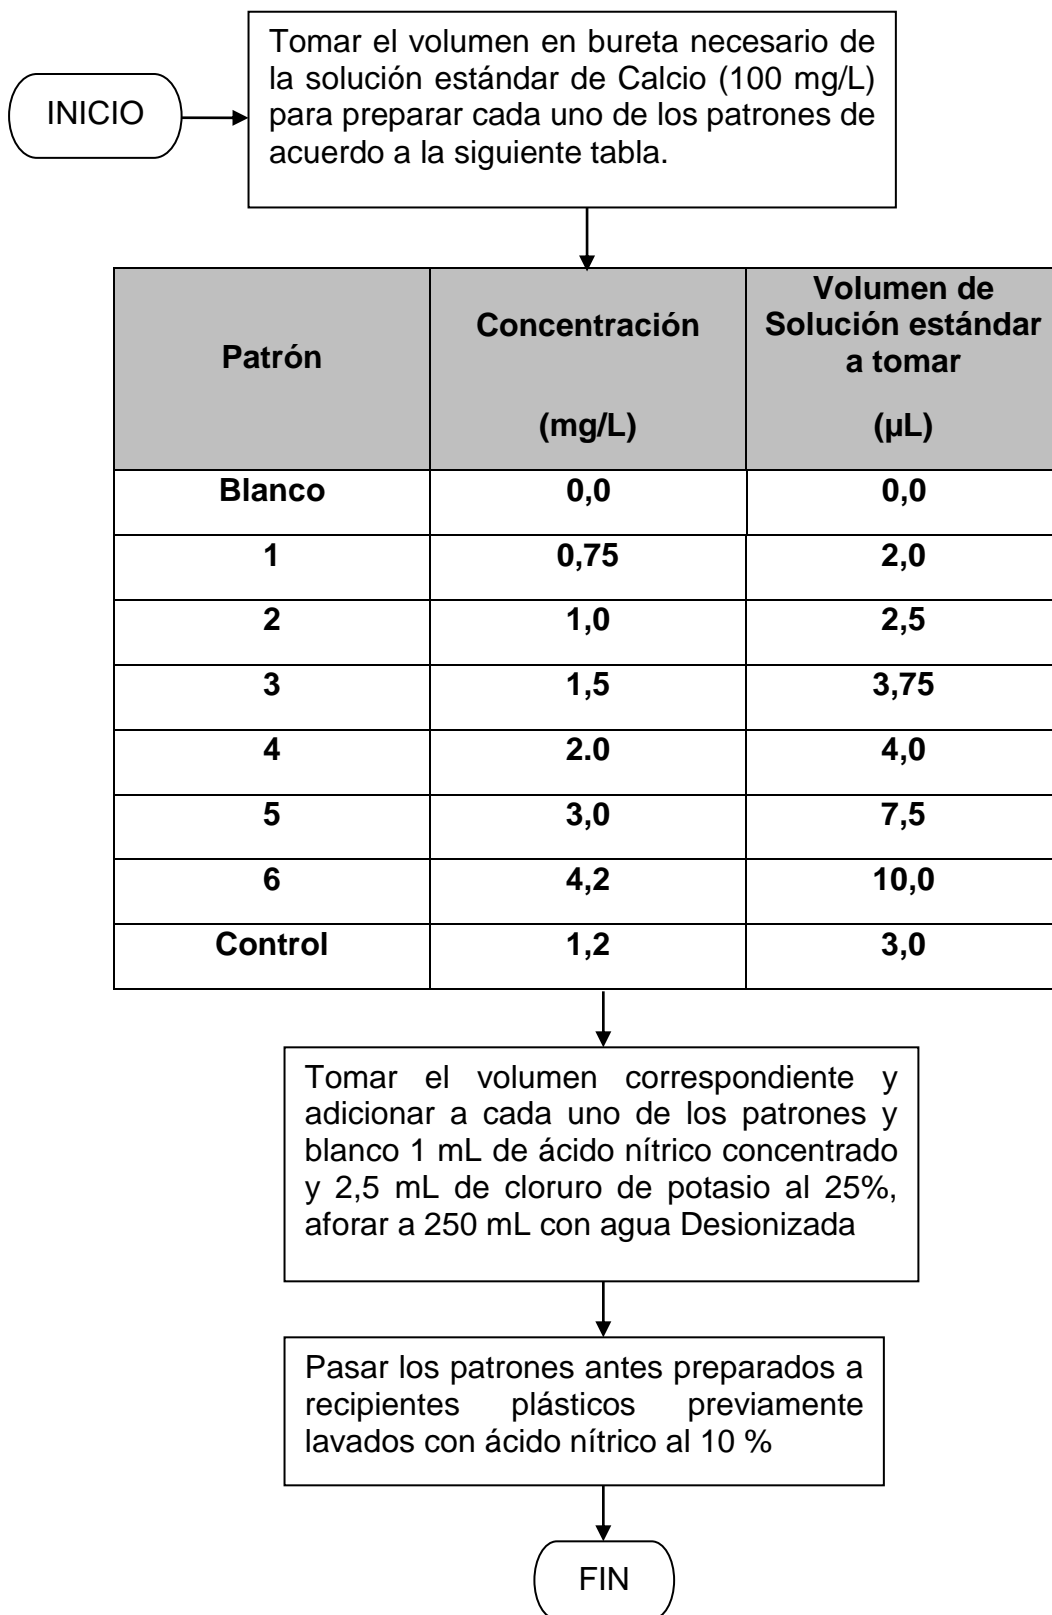 INICIO
Tomar el volumen en bureta necesario de
la solución estándar de Calcio (100 mg/L)
para preparar cada uno de los patrones de
acuerdo a la siguiente tabla.
Patrón
Concentración
(mg/L)
Volumen de
Solución estándar
a tomar
(µL)
Blanco 0,0 0,0
1 0,75 2,0
2 1,0 2,5
3 1,5 3,75
4 2.0 4,0
5 3,0 7,5
6 4,2 10,0
Control 1,2 3,0
Tomar el volumen correspondiente y
adicionar a cada uno de los patrones y
blanco 1 mL de ácido nítrico concentrado
y 2,5 mL de cloruro de potasio al 25%,
aforar a 250 mL con agua Desionizada
Pasar los patrones antes preparados a
recipientes plásticos previamente
lavados con ácido nítrico al 10 %
FIN